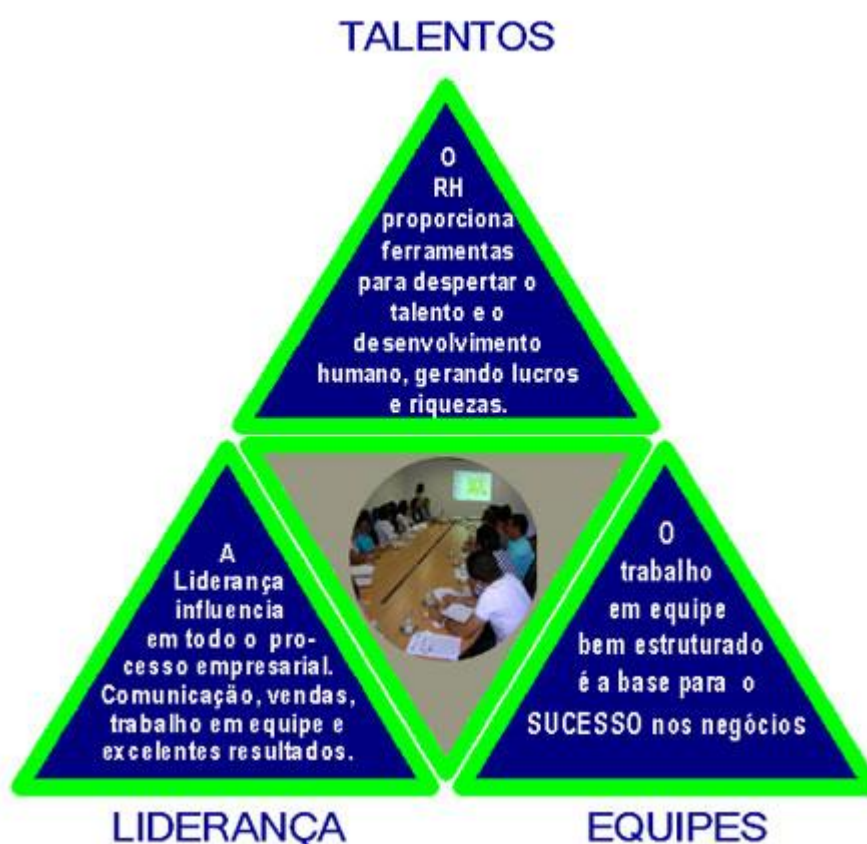 TALENTOS
O
RH
proporciona
ferramentas
para despertar o
talento e o
desenvolvimento
humano, gerando lucros
e riquezas.
A
Liderança
influencia
em todo o pro-
cesso empresarial.
Comunicação, vendas,
trabalho em equipe e
excelentes resultados.
O
trabalho
em equipe
bem estruturado
é a base para o
SUCESSO nos negócios
LIDERANÇA
EQUIPES